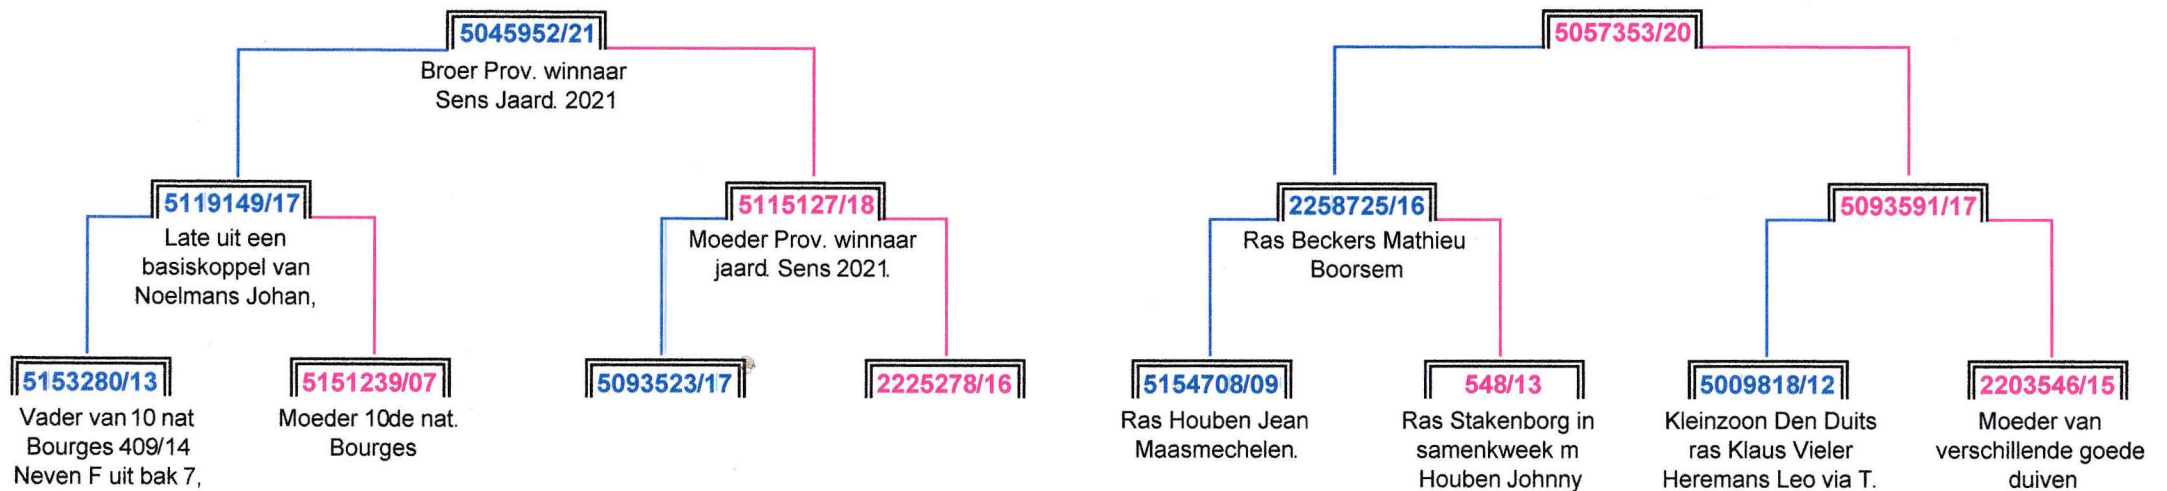 5045952/21
Broer Prov. winnaar
Sens Jaard. 2021
5057353/20
5119149/17
Late uit een
basiskoppel van
Noelmans Johan,
5115127/18
Moeder Prov. winnaar
jaard. Sens 2021.
2258725/16
Ras Beckers Mathieu
Boorsem
5093591/17
5153280/13
Vader van 10 nat
Bourges 409/14
Neven F uit bak 7,
5151239/07
Moeder 10de nat.
Bourges
5093523/17
2225278/16
5154708/09
Ras Houben Jean
Maasmechelen.
548/13
Ras Stakenborg in
samenkweek m
Houben Johnny
5009818/12
Kleinzoon Den Duits
ras Klaus Vieler
Heremans Leo via T.
2203546/15
Moeder van
verschillende goede
duiven